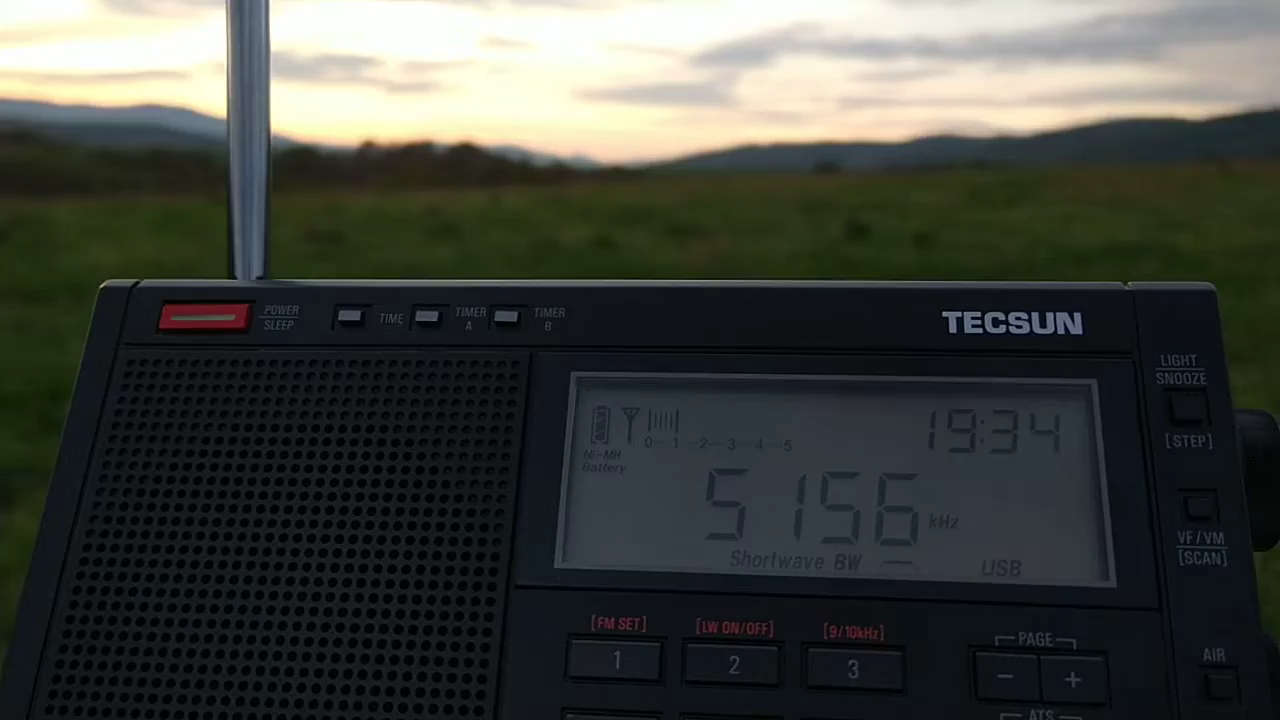 POWER
SLEEP
TIME
TIMER
A
TIMER
B
TECSUN
LIGHT
SNOOZE
[STEP]
0 1 2 3 4 5
19:34
Ni-MH
Battery
5156 kHz
Shortwave BW
USB
VF/VM
[SCAN]
[FM SET]
[LW ON/OFF]
[9/10kHz]
PAGE
1
2
3
- +
AIR
ATS